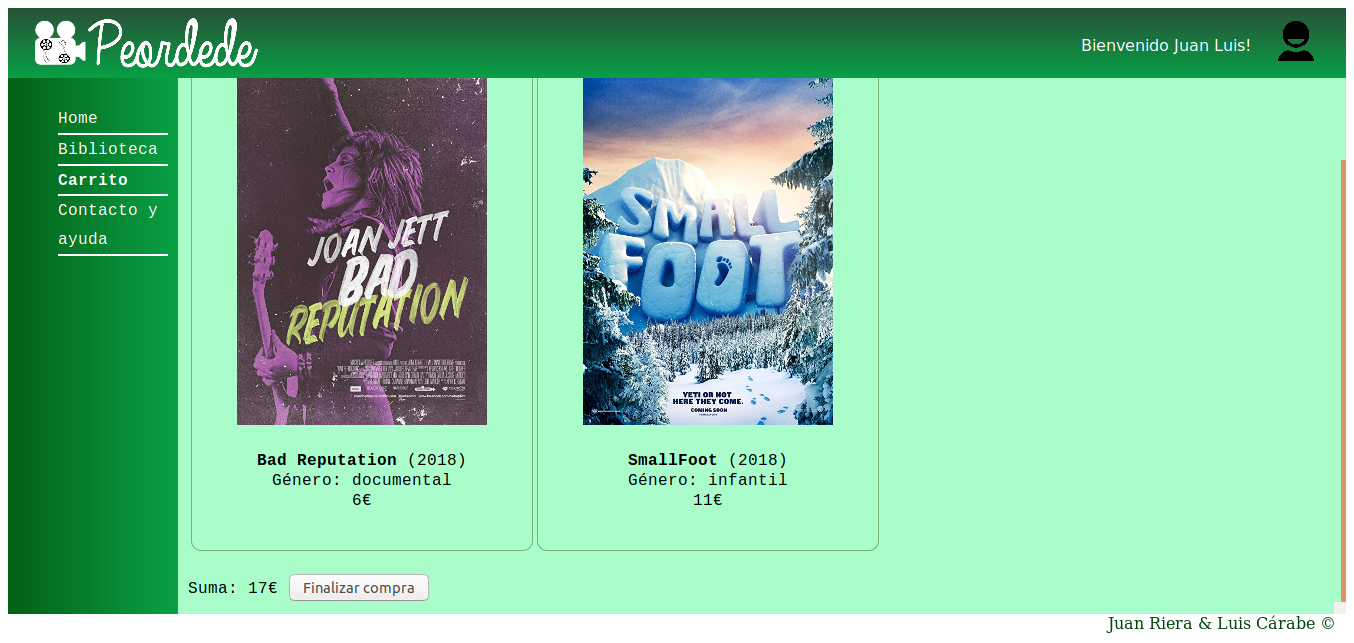 Peordede
Bienvenido Juan Luis!
Home
Biblioteca
Carrito
Contacto y
ayuda
JOAN JETT
BAD
REPUTATION
SMALL
FOOT
YETI OR NOT
HERE THEY COME.
COMING SOON
Bad Reputation (2018)
Género: documental
6€
SmallFoot (2018)
Género: infantil
11€
Suma: 17€ Finalizar compra
Juan Riera & Luis Cárabe ©